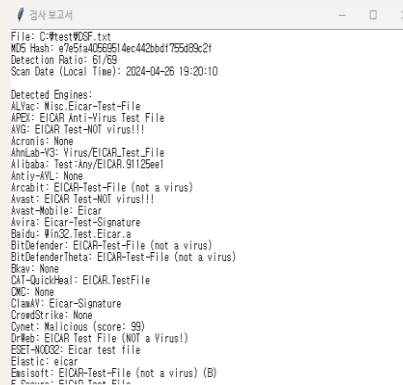 검사 보고서
File: C:₩test₩DSF.txt
MD5 Hash: e7e5fa40569514ec442bbdf755d89c2f
Detection Ratio: 61/69
Scan Date (Local Time): 2024-04-26 19:20:10
Detected Engines:
ALYac: Misc.Eicar-Test-File
APEX: EICAR Anti-Virus Test File
AVG: EICAR Test-NOT virus!!!
Acronis: None
AhnLab-V3: Virus/EICAR_Test_File
Alibaba: Test:Any/EICAR.91125ee1
Antiy-AVL: None
Arcabit: EICAR-Test-File (not a virus)
Avast: EICAR Test-NOT virus!!!
Avast-Mobile: Eicar
Avira: Eicar-Test-Signature
Baidu: Win32.Test.Eicar.a
BitDefender: EICAR-Test-File (not a virus)
BitDefenderTheta: EICAR-Test-File (not a virus)
Bkav: None
CAT-QuickHeal: EICAR.TestFile
CMC: None
ClamAV: Eicar-Signature
CrowdStrike: None
Cynet: Malicious (score: 99)
DrWeb: EICAR Test File (NOT a Virus!)
ESET-NOD32: Eicar test file
Elastic: eicar
Emsisoft: EICAR-Test-File (not a virus) (B)
F-Secure: EICAR Test File